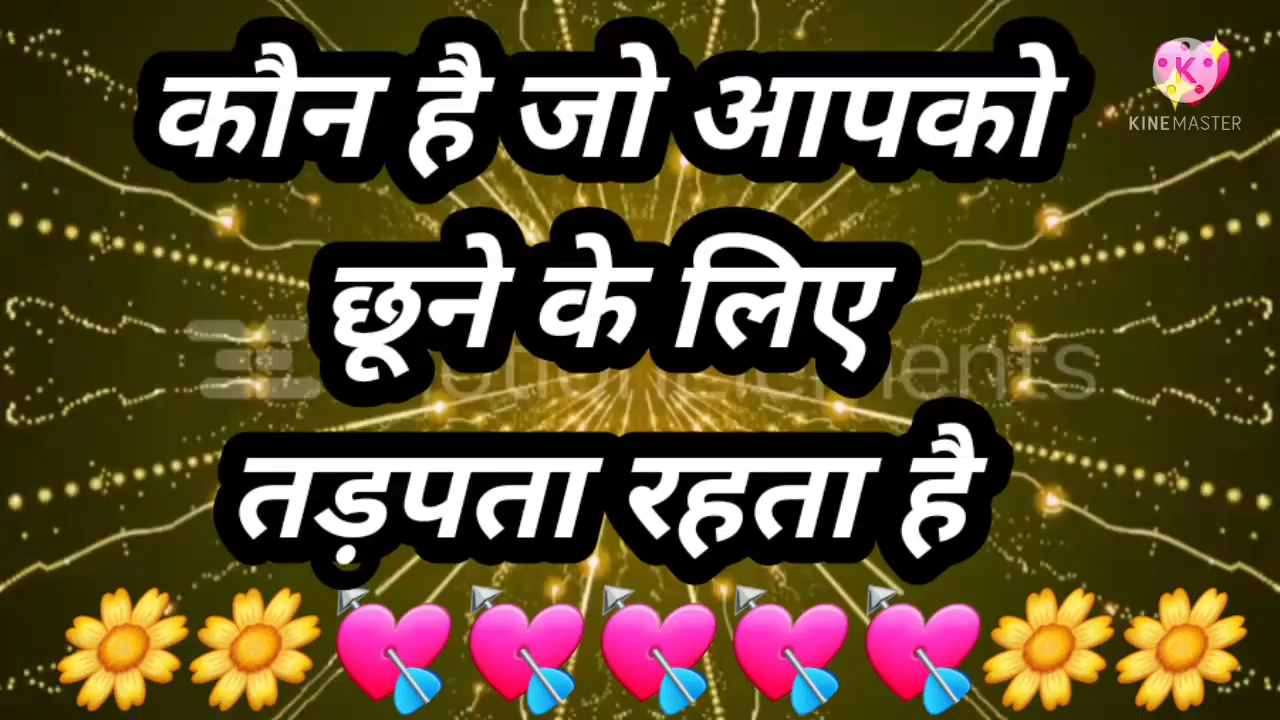 कौन है जो आपको
KINEMASTER
छूने के लिए
तड़पता रहता है